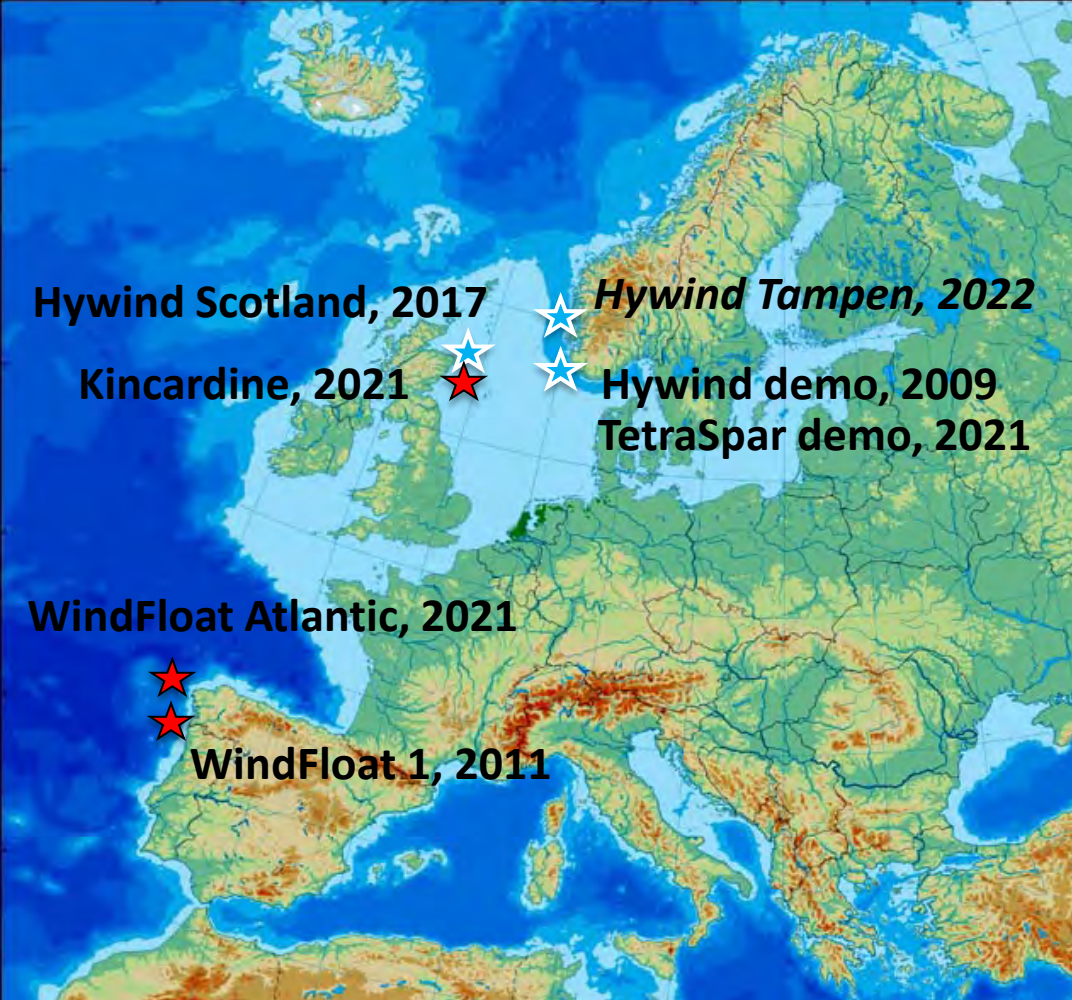 Hywind Scotland, 2017
Hywind Tampen, 2022
Kincardine, 2021
Hywind demo, 2009
TetraSpar demo, 2021
WindFloat Atlantic, 2021
WindFloat 1, 2011